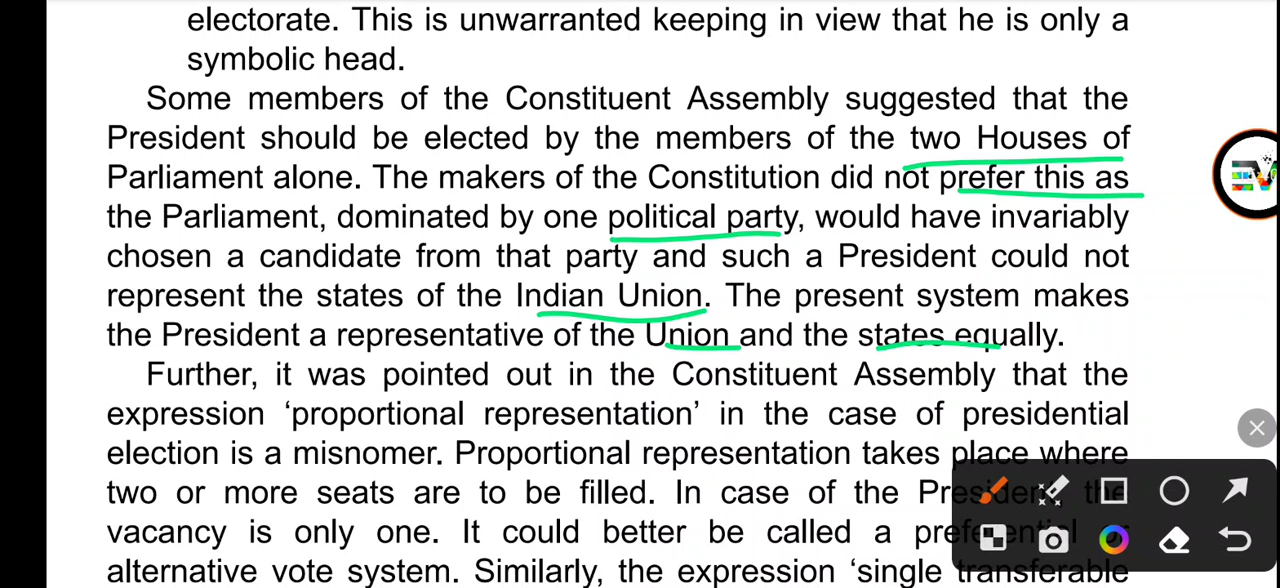 electorate. This is unwarranted keeping in view that he is only a
symbolic head.
Some members of the Constituent Assembly suggested that the
President should be elected by the members of the two Houses of
Parliament alone. The makers of the Constitution did not prefer this as
the Parliament, dominated by one political party, would have invariably
chosen a candidate from that party and such a President could not
represent the states of the Indian Union. The present system makes
the President a representative of the Union and the states equally.
Further, it was pointed out in the Constituent Assembly that the
expression ‘proportional representation’ in the case of presidential
election is a misnomer. Proportional representation takes place where
two or more seats are to be filled. In case of the President, the
vacancy is only one. It could better be called a preferential or
alternative vote system. Similarly, the expression ‘single transferable
EV